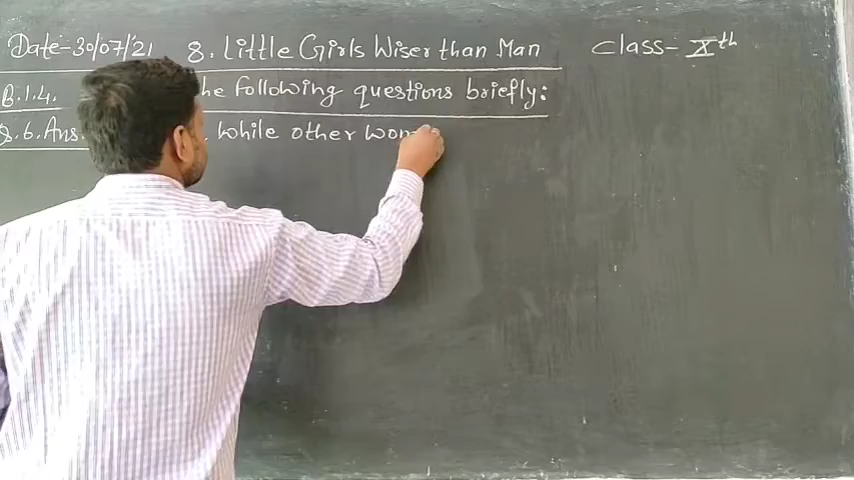 Date-30/07/21 8. Little Girls Wiser than Man class- Xth
B.1.4. he following questions briefly:
8.6. Ans. while other